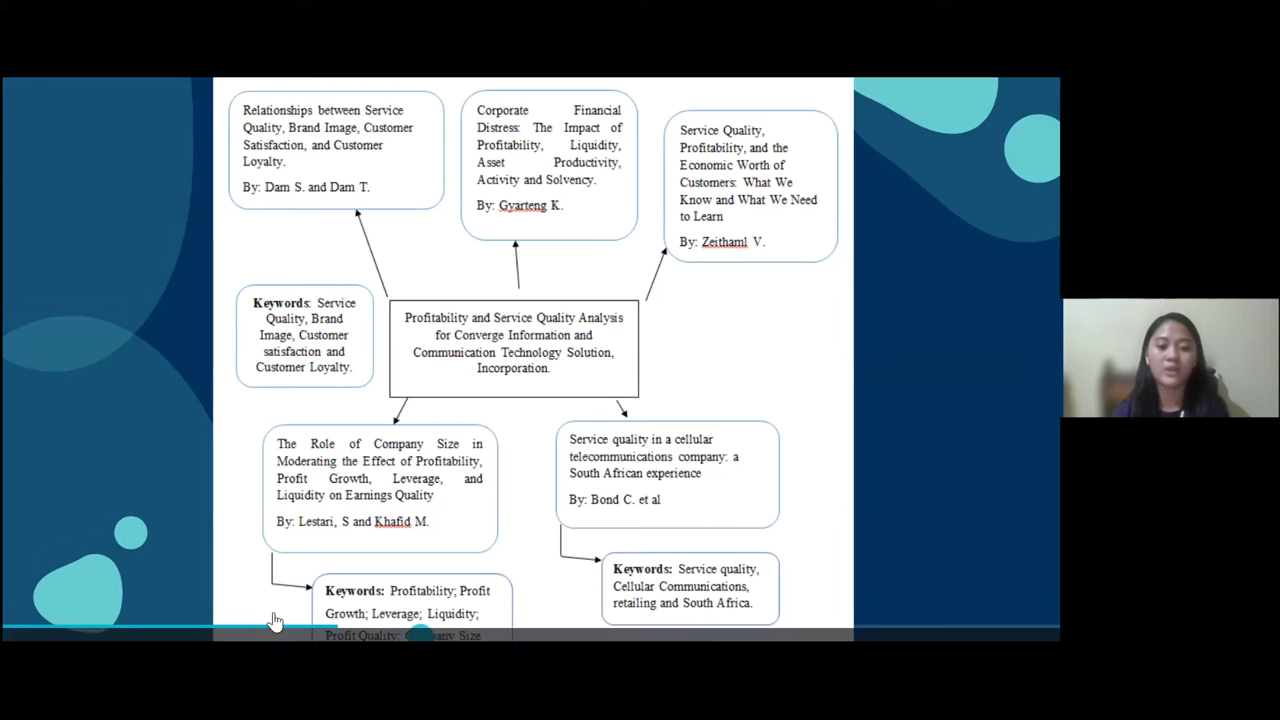 Relationships between Service
Quality, Brand Image, Customer
Satisfaction, and Customer
Loyalty.
By: Dam S. and Dam T.
Corporate Financial
Distress: The Impact of
Profitability, Liquidity,
Asset Productivity,
Activity and Solvency.
By: Gyarteng K.
Service Quality,
Profitability, and the
Economic Worth of
Customers: What We
Know and What We Need
to Learn
By: Zeithaml V.
Keywords: Service
Quality, Brand
Image, Customer
satisfaction and
Customer Loyalty.
Profitability and Service Quality Analysis
for Converge Information and
Communication Technology Solution,
Incorporation.
The Role of Company Size in
Moderating the Effect of Profitability,
Profit Growth, Leverage, and
Liquidity on Earnings Quality
By: Lestari, S and Khafid M.
Service quality in a cellular
telecommunications company: a
South African experience
By: Bond C. et al
Keywords: Profitability; Profit
Growth; Leverage; Liquidity;
Profit Quality; Company Size
Keywords: Service quality,
Cellular Communications,
retailing and South Africa.